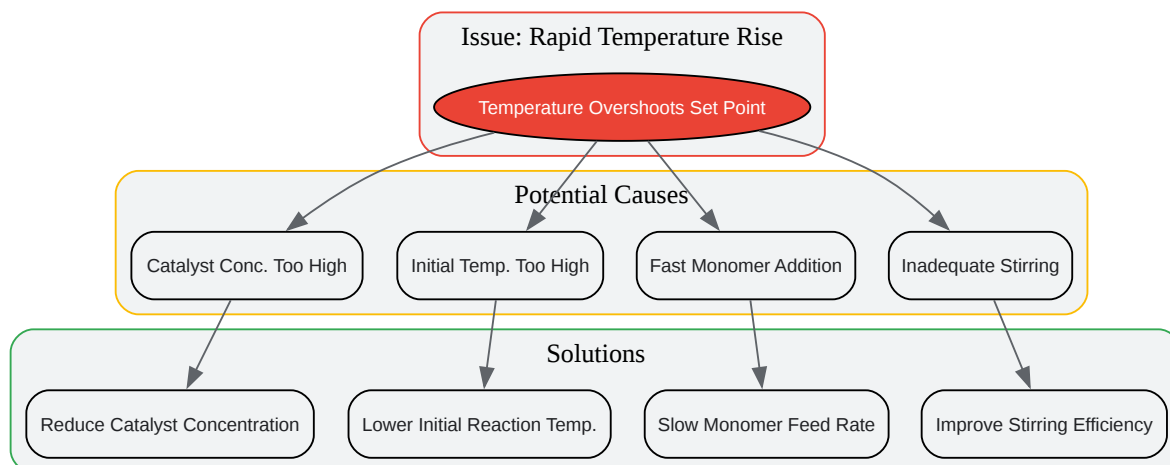 Issue: Rapid Temperature Rise
Temperature Overshoots Set Point
Potential Causes
Catalyst Conc. Too High
Initial Temp. Too High
Fast Monomer Addition
Inadequate Stirring
Solutions
Reduce Catalyst Concentration
Lower Initial Reaction Temp.
Slow Monomer Feed Rate
Improve Stirring Efficiency